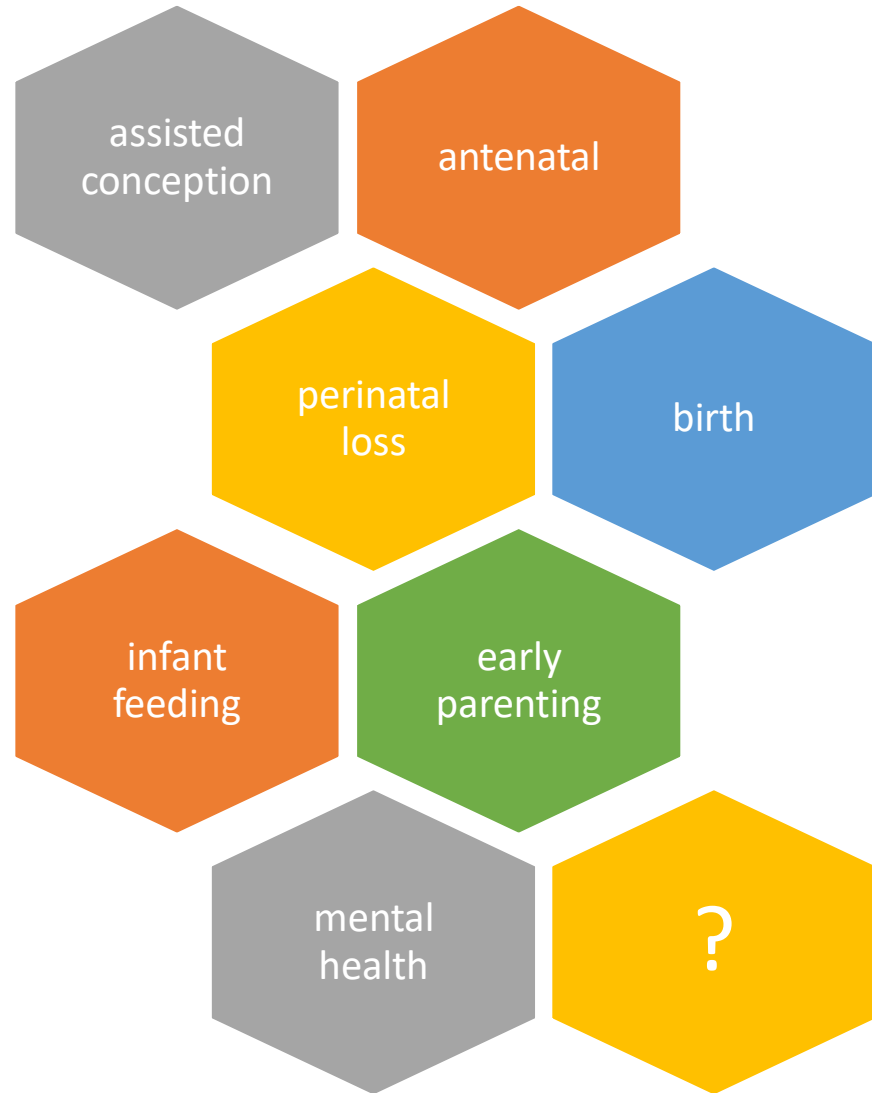 assisted
conception
antenatal
perinatal
loss
birth
infant
feeding
early
parenting
mental
health
?